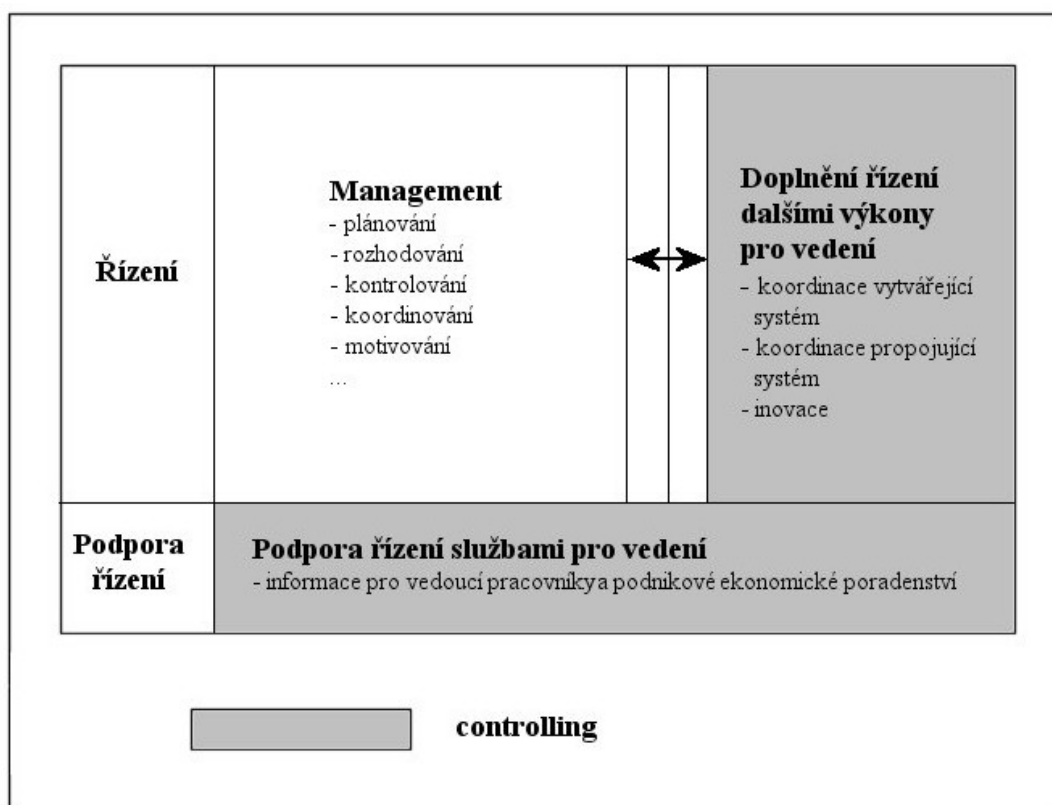 Řízení
Management
- plánování
- rozhodování
- kontrolování
- koordinování
- motivování
...
Doplnění řízení
dalšími výkony
pro vedení
- koordinace vytvářející
systém
- koordinace propojující
systém
- inovace
Podpora
řízení
Podpora řízení službami pro vedení
- informace pro vedoucí pracovníkya podnikové ekonomické poradenství
controlling